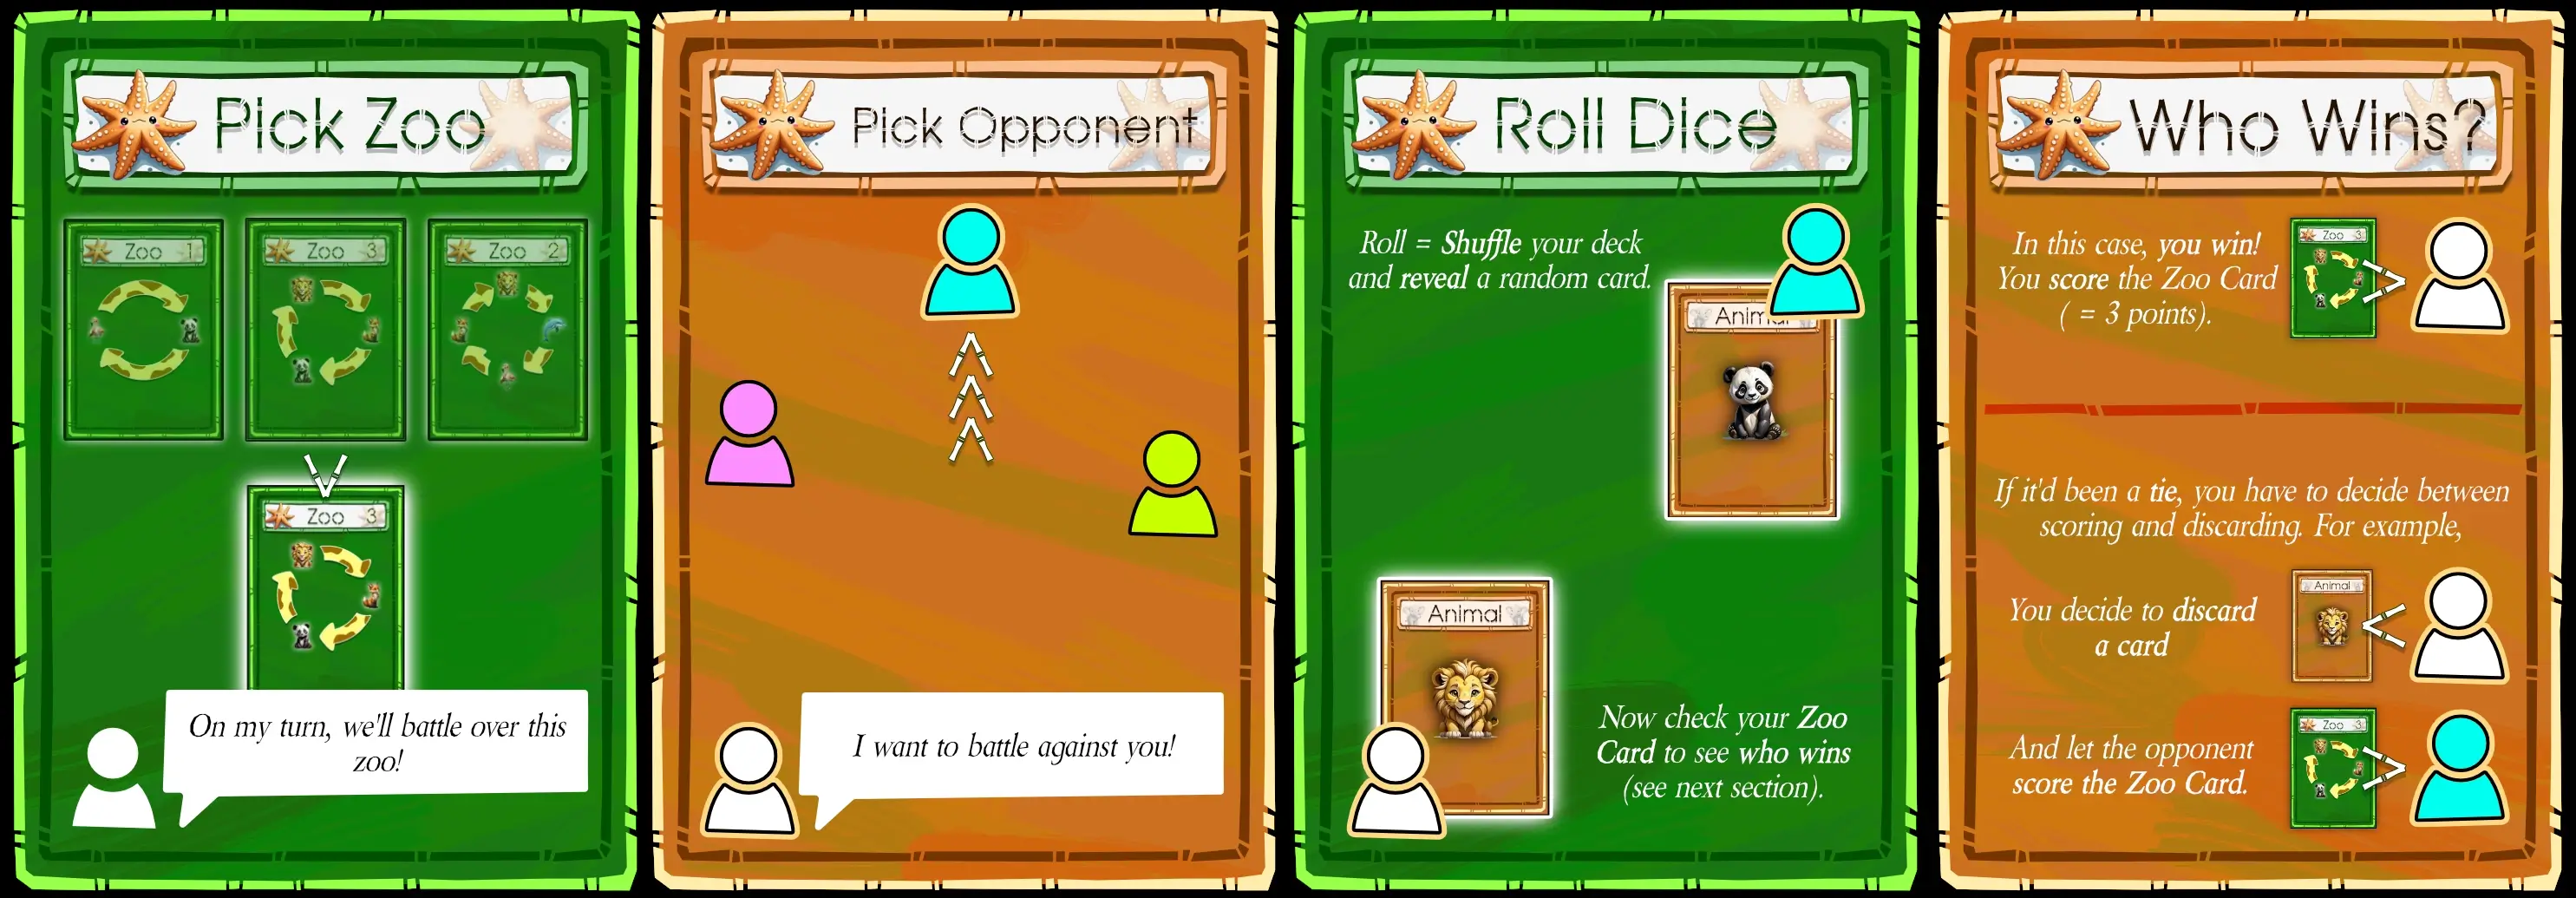 Pick Zoo
Zoo 1
Zoo 3
Zoo 2
Zoo 3
On my turn, we'll battle over this
zoo!
Pick Opponent
I want to battle against you!
Roll Dice
Roll = Shuffle your deck
and reveal a random card.
Animal
Animal
Now check your Zoo
Card to see who wins
(see next section).
Who Wins?
In this case, you win!
You score the Zoo Card
( = 3 points).
Zoo 3
If it'd been a tie, you have to decide between
scoring and discarding. For example,
You decide to discard
a card
Animal
And let the opponent
score the Zoo Card.
Zoo 3